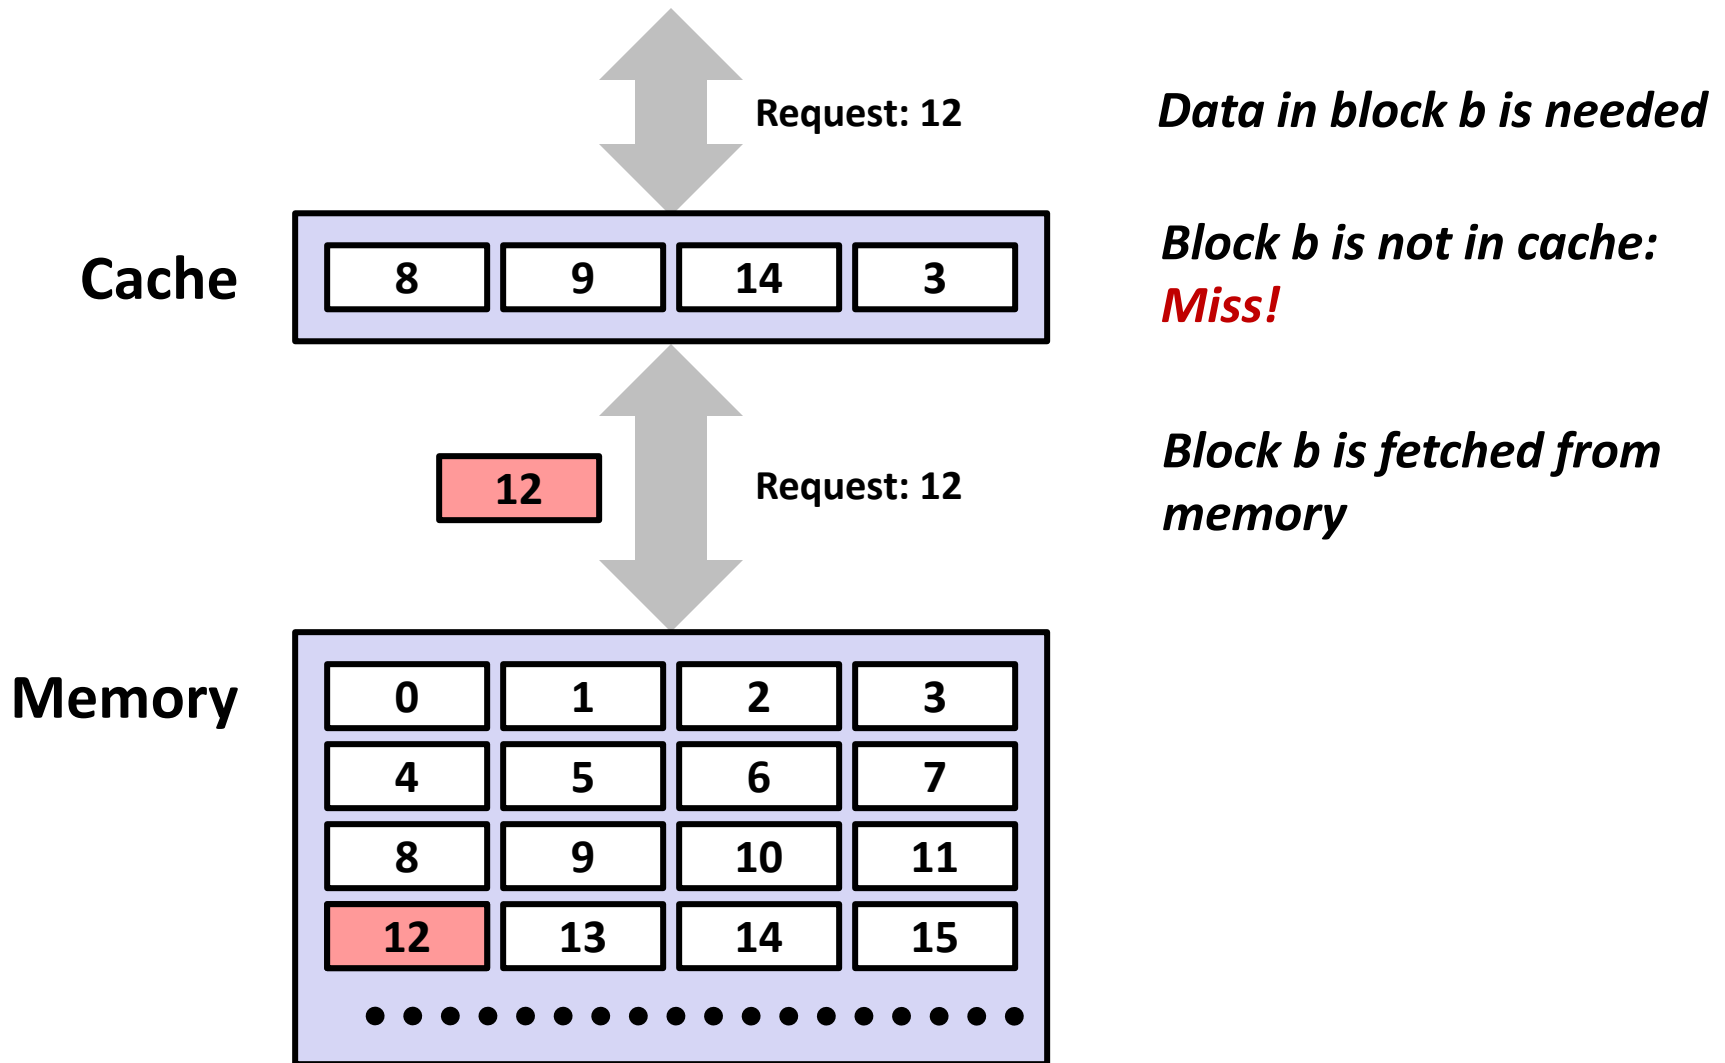 Request: 12
Data in block b is needed
Cache
8 9 14 3
Block b is not in cache:
Miss!
12
Request: 12
Block b is fetched from
memory
Memory
0 1 2 3
4 5 6 7
8 9 10 11
12 13 14 15